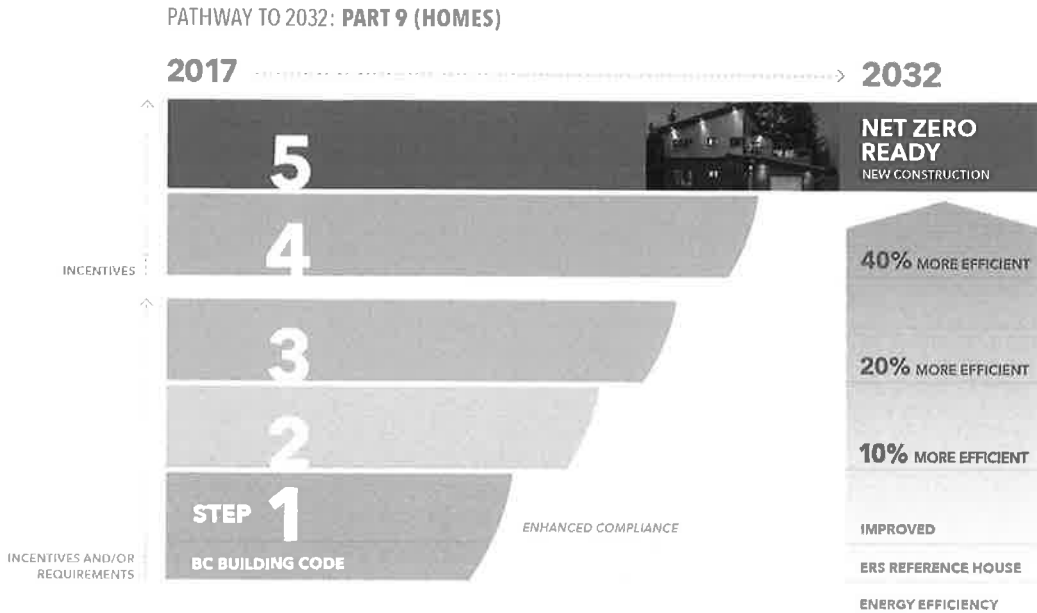 PATHWAY TO 2032: PART 9 (HOMES)
2017
2032
5
NET ZERO
READY
NEW CONSTRUCTION
4
INCENTIVES
40% MORE EFFICIENT
3
20% MORE EFFICIENT
2
10% MORE EFFICIENT
STEP 1
ENHANCED COMPLIANCE
IMPROVED
BC BUILDING CODE
INCENTIVES AND/OR
REQUIREMENTS
ERS REFERENCE HOUSE
ENERGY EFFICIENCY